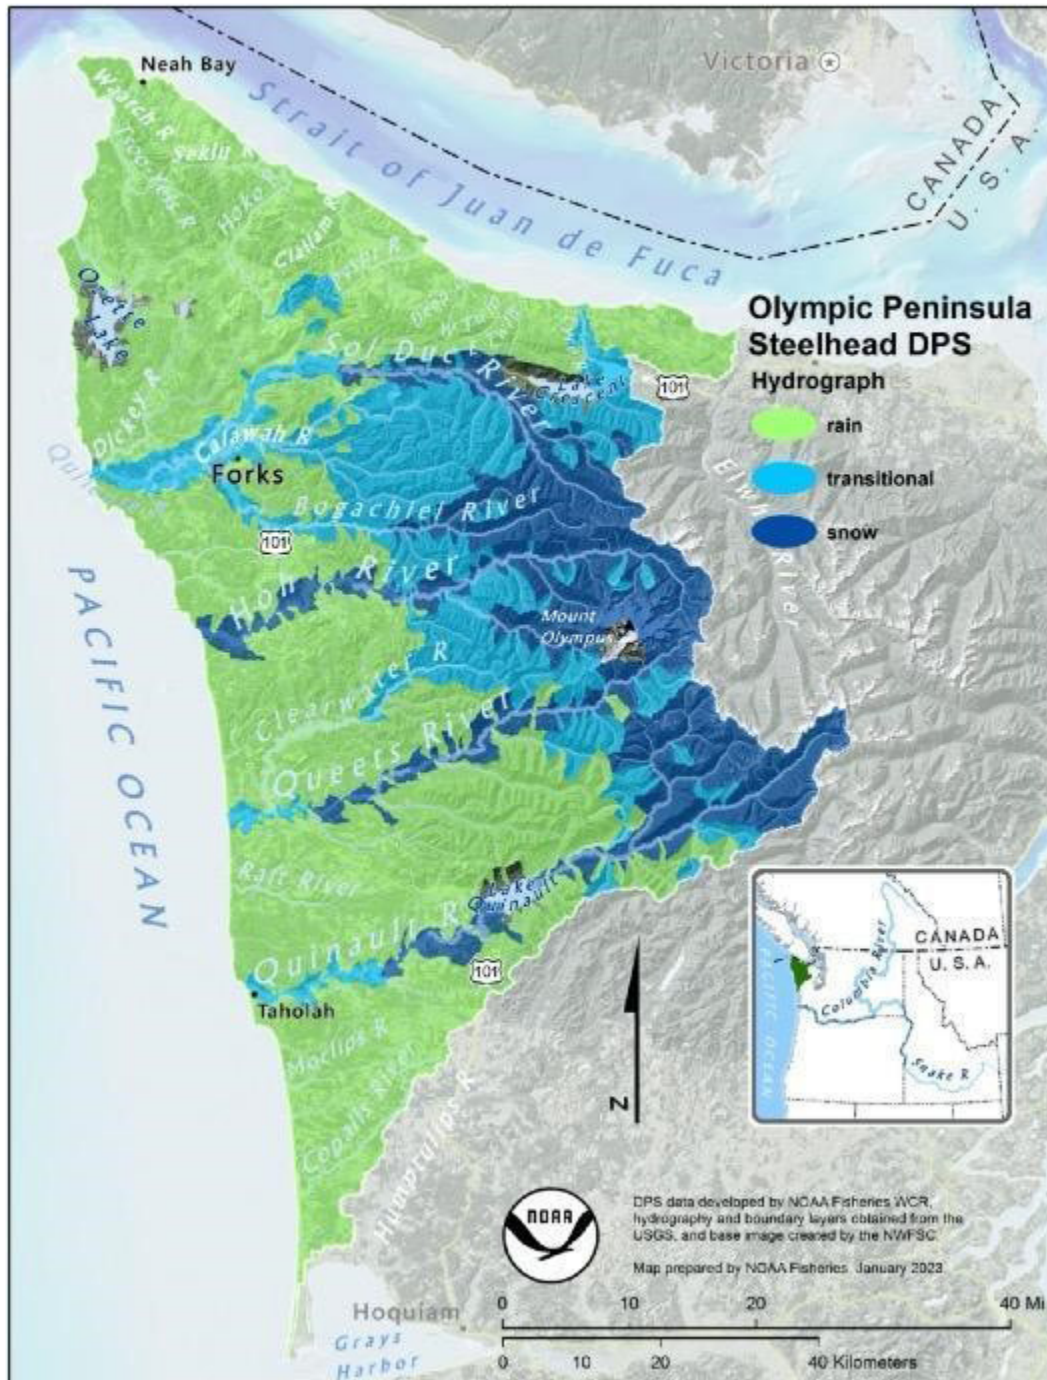 Neah Bay
Victoria
Strait of Juan de Fuca
CANADA
U. S. A.
Waatch R
Tsoo-Yess R
Seklu R
Hoko
Clallam R
Deep
Ozette
Lake
Olympic Peninsula
Steelhead DPS
Hydrograph
rain
transitional
snow
Sol Duc River
Lake
Crescent
101
Dickey R
Calawah R
Forks
Bogachiel River
101
Hoh River
Mount
Olympus
PACIFIC OCEAN
Clearwater R
Queets River
Raft River
Lake
Quinault
Quinault R
101
Taholah
Moclips R
Copalis River
Humptulips R
N
CANADA
U. S. A.
Columbia River
PACIFIC OCEAN
Snake R
NOAA
DPS data developed by NOAA Fisheries WCR,
hydrography and boundary layers obtained from the
USGS, and base image created by the NWFSC
Map prepared by NOAA Fisheries January 2023
Hoquiam
Grays
Harbor
0 10 20 40 Mi
0 10 20 40 Kilometers